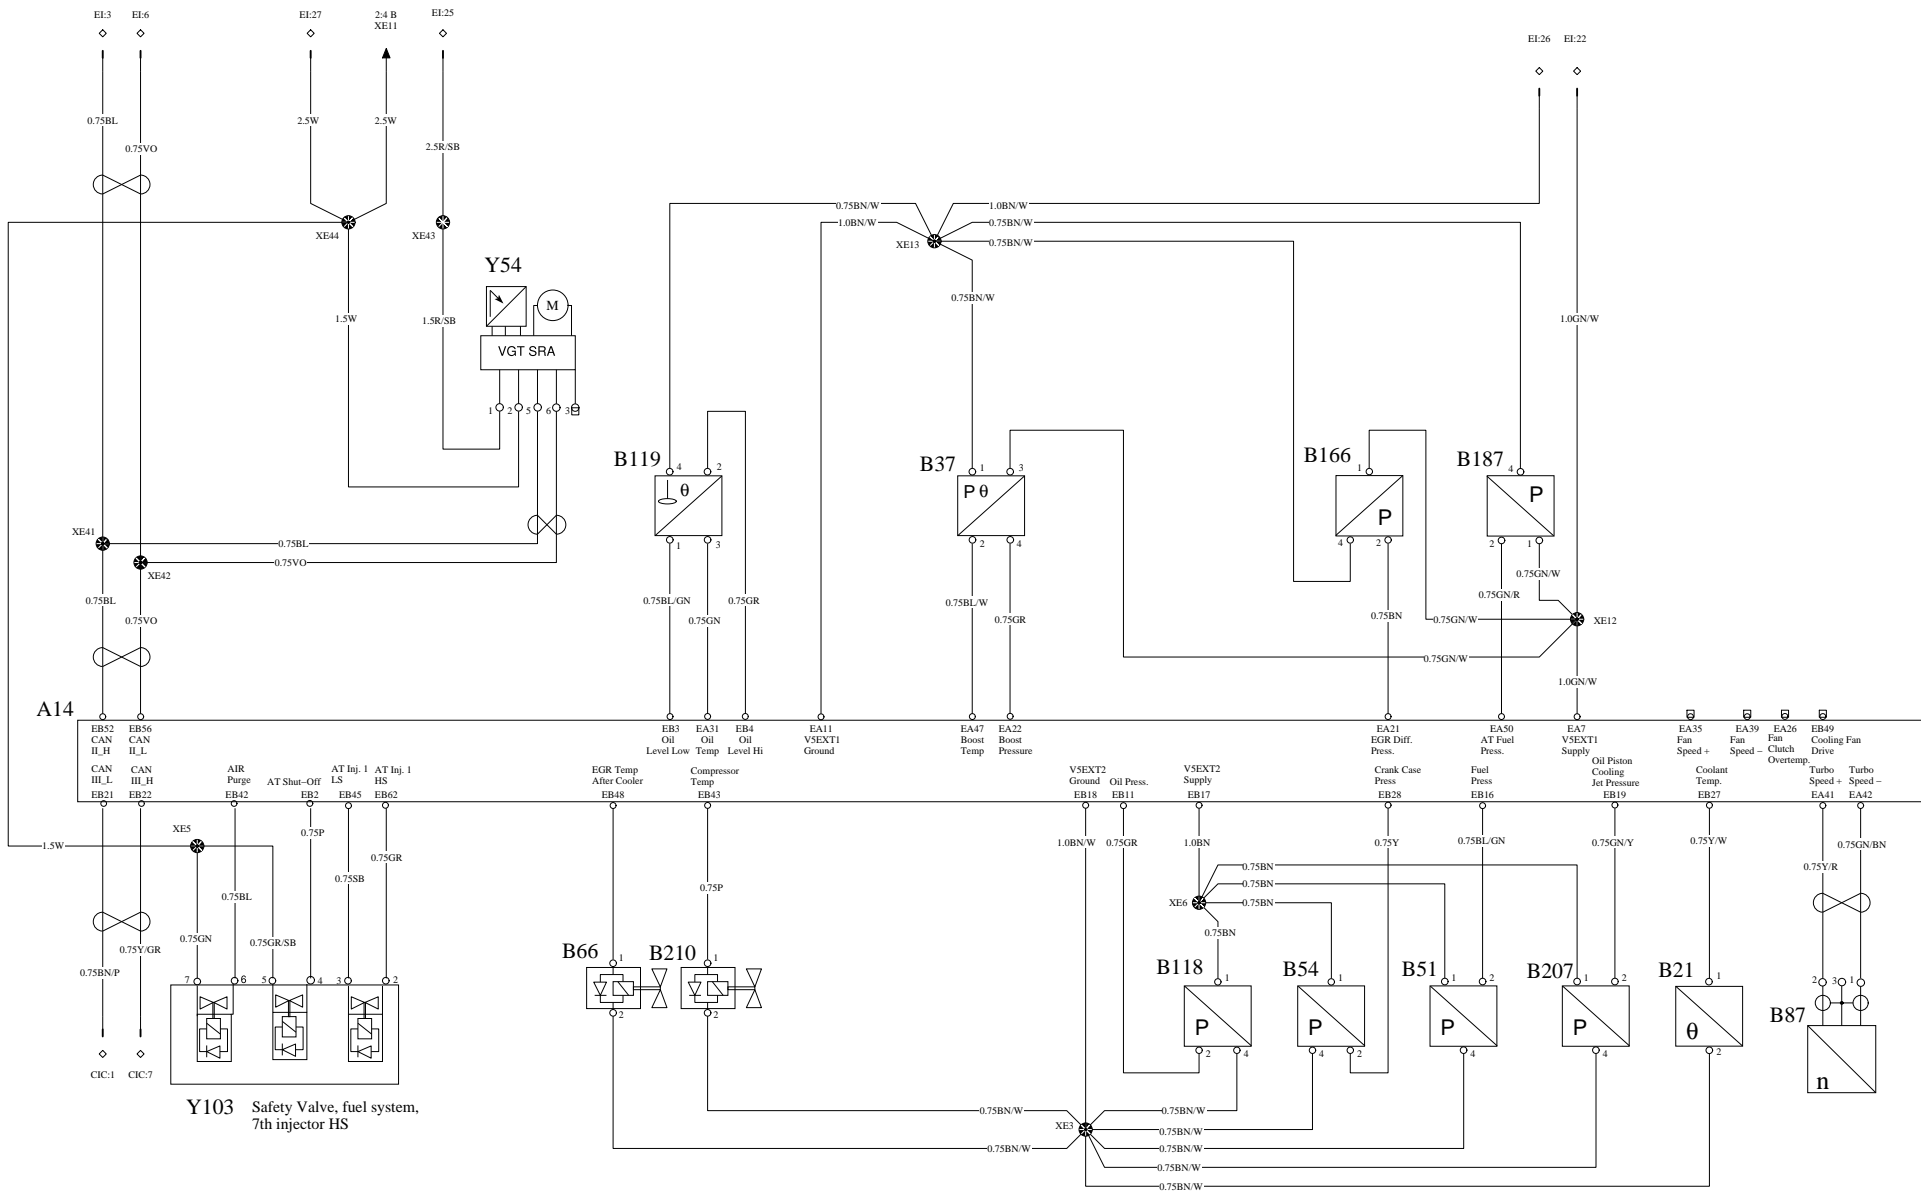 EI:3
EI:6
EI:27
2:4 B
XE11
EI:25
EI:26
EI:22
0.75BL
0.75VO
2.5W
2.5W
2.5R/SB
0.75BN/W
1.0BN/W
1.0BN/W
0.75BN/W
0.75BN/W
XE44
XE43
XE13
Y54
M
VGT SRA
1.5W
1.5R/SB
0.75BN/W
1.0GN/W
1
2
5
6
3
B119
4
2
θ
1
3
B37
1
3
P θ
2
4
B166
1
P
4
2
B187
4
P
2
1
XE41
0.75BL
0.75VO
XE42
0.75BL
0.75VO
0.75BL/GN
0.75GN
0.75GR
0.75BL/W
0.75GR
0.75BN
0.75GN/W
0.75GN/R
0.75GN/W
XE12
0.75GN/W
1.0GN/W
A14
EB52
CAN
II_H
EB56
CAN
II_L
EB3
Oil
Level Low
EA31
Oil
Temp
EB4
Oil
Level Hi
EA11
V5EXT1
Ground
EA47
Boost
Temp
EA22
Boost
Pressure
EA21
EGR Diff.
Press.
EA50
AT Fuel
Press.
EA7
V5EXT1
Supply
EA35
Fan
Speed +
EA39
Fan
Speed −
EA26
Fan
Clutch
Overtemp.
EB49
Cooling Fan
Drive
CAN
III_L
EB21
CAN
III_H
EB22
AIR
Purge
EB42
AT Shut−Off
EB2
AT Inj. 1
LS
EB45
AT Inj. 1
HS
EB62
EGR Temp
After Cooler
EB48
Compressor
Temp
EB43
V5EXT2
Ground
EB18
Oil Press.
EB11
V5EXT2
Supply
EB17
Crank Case
Press
EB28
Fuel
Press
EB16
Oil Piston
Cooling
Jet Pressure
EB19
Coolant
Temp.
EB27
Turbo
Speed +
EA41
Turbo
Speed −
EA42
XE5
1.5W
0.75P
0.75GR
0.75SB
0.75BL
0.75GN
0.75GR/SB
0.75Y/GR
0.75BN/P
0.75P
1.0BN/W
0.75GR
1.0BN
0.75Y
0.75BL/GN
0.75GN/Y
0.75Y/W
0.75Y/R
0.75GN/BN
0.75BN
0.75BN
0.75BN
XE6
0.75BN
7
6
5
4
3
2
B66
1
2
B210
1
2
B118
1
P
2
4
B54
1
P
4
2
B51
1
2
P
4
B207
1
2
P
4
B21
1
θ
2
B87
2
3
1
n
CIC:1
CIC:7
Y103
Safety Valve, fuel system,
7th injector HS
XE3
0.75BN/W
0.75BN/W
0.75BN/W
0.75BN/W
0.75BN/W
0.75BN/W
0.75BN/W